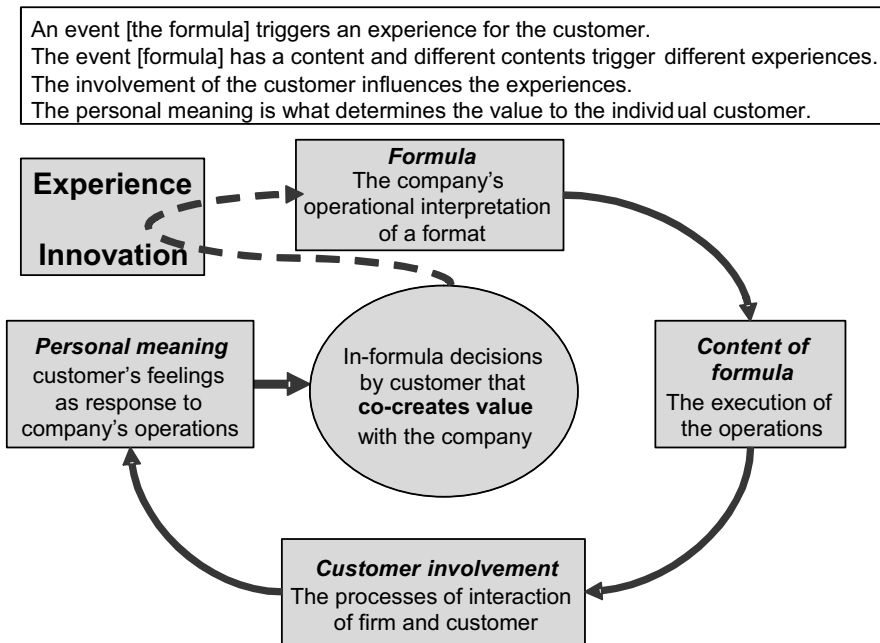 An event [the formula] triggers an experience for the customer.
The event [formula] has a content and different contents trigger different experiences.
The involvement of the customer influences the experiences.
The personal meaning is what determines the value to the individual customer.
Experience
Innovation
Formula
The company's
operational interpretation
of a format
Personal meaning
customer's feelings
as response to
company's operations
In-formula decisions
by customer that
co-creates value
with the company
Content of
formula
The execution of
the operations
Customer involvement
The processes of interaction
of firm and customer